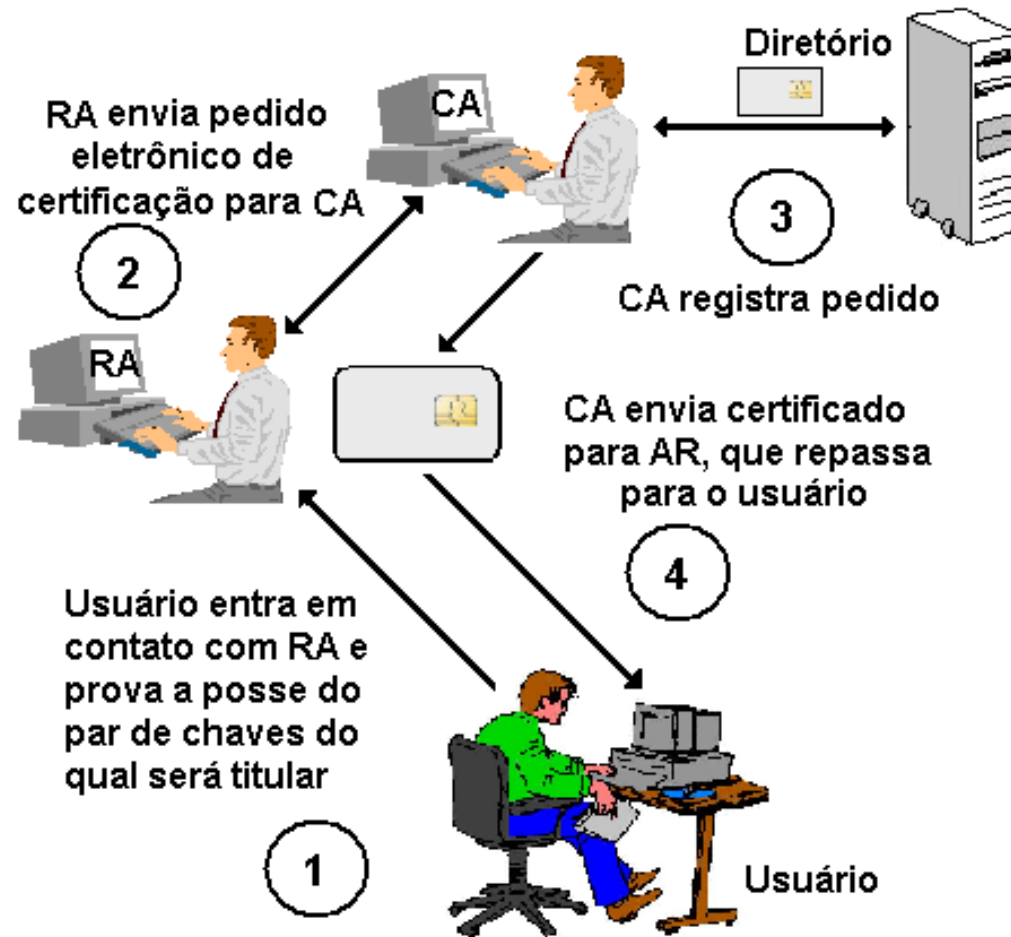 Diretório
CA
RA envia pedido
eletrônico de
certificação para CA
2
3
CA registra pedido
RA
CA envia certificado
para AR, que repassa
para o usuário
4
Usuário entra em
contato com RA e
prova a posse do
par de chaves do
qual será titular
1
Usuário